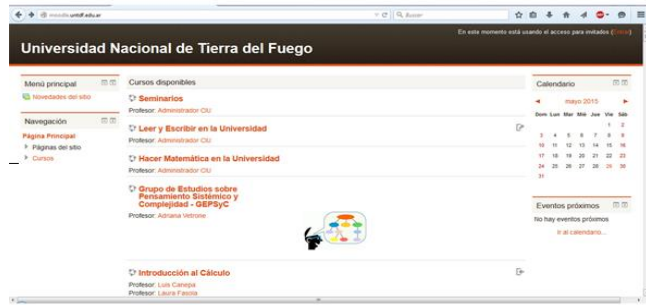 moodle.untdf.edu.ar
Buscar
En este momento está usando el acceso para invitados (Entrar)
Universidad Nacional de Tierra del Fuego
Menú principal
Novedades del sitio
Navegación
Página Principal
Páginas del sitio
Cursos
Cursos disponibles
Seminarios
Profesor: Administrador CIU
Leer y Escribir en la Universidad
Profesor: Administrador CIU
Hacer Matemática en la Universidad
Profesor: Administrador CIU
Grupo de Estudios sobre
Pensamiento Sistémico y
Complejidad - GEPSyC
Profesor: Adriana Vetrone
Introducción al Cálculo
Profesor: Luis Canepa
Profesor: Laura Fascia
Calendario
mayo 2015
Dom Lun Mar Mié Jue Vie Sáb
1 2
3 4 5 6 7 8 9
10 11 12 13 14 15 16
17 18 19 20 21 22 23
24 25 26 27 28 29 30
31
Eventos próximos
No hay eventos próximos
Ir al calendario...